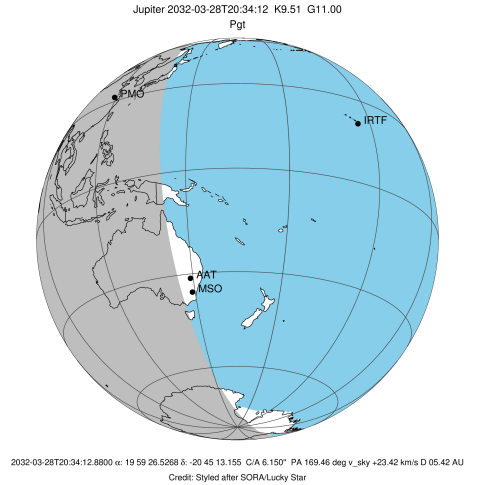 Jupiter 2032-03-28T20:34:12 K9.51 G11.00
Pgt
PMO
IRTF
AAT
MSO
2032-03-28T20:34:12.8800 α: 19 59 26.5268 δ: -20 45 13.155 C/A 6.150" PA 169.46 deg v_sky +23.42 km/s D 05.42 AU
Credit: Styled after SORA/Lucky Star